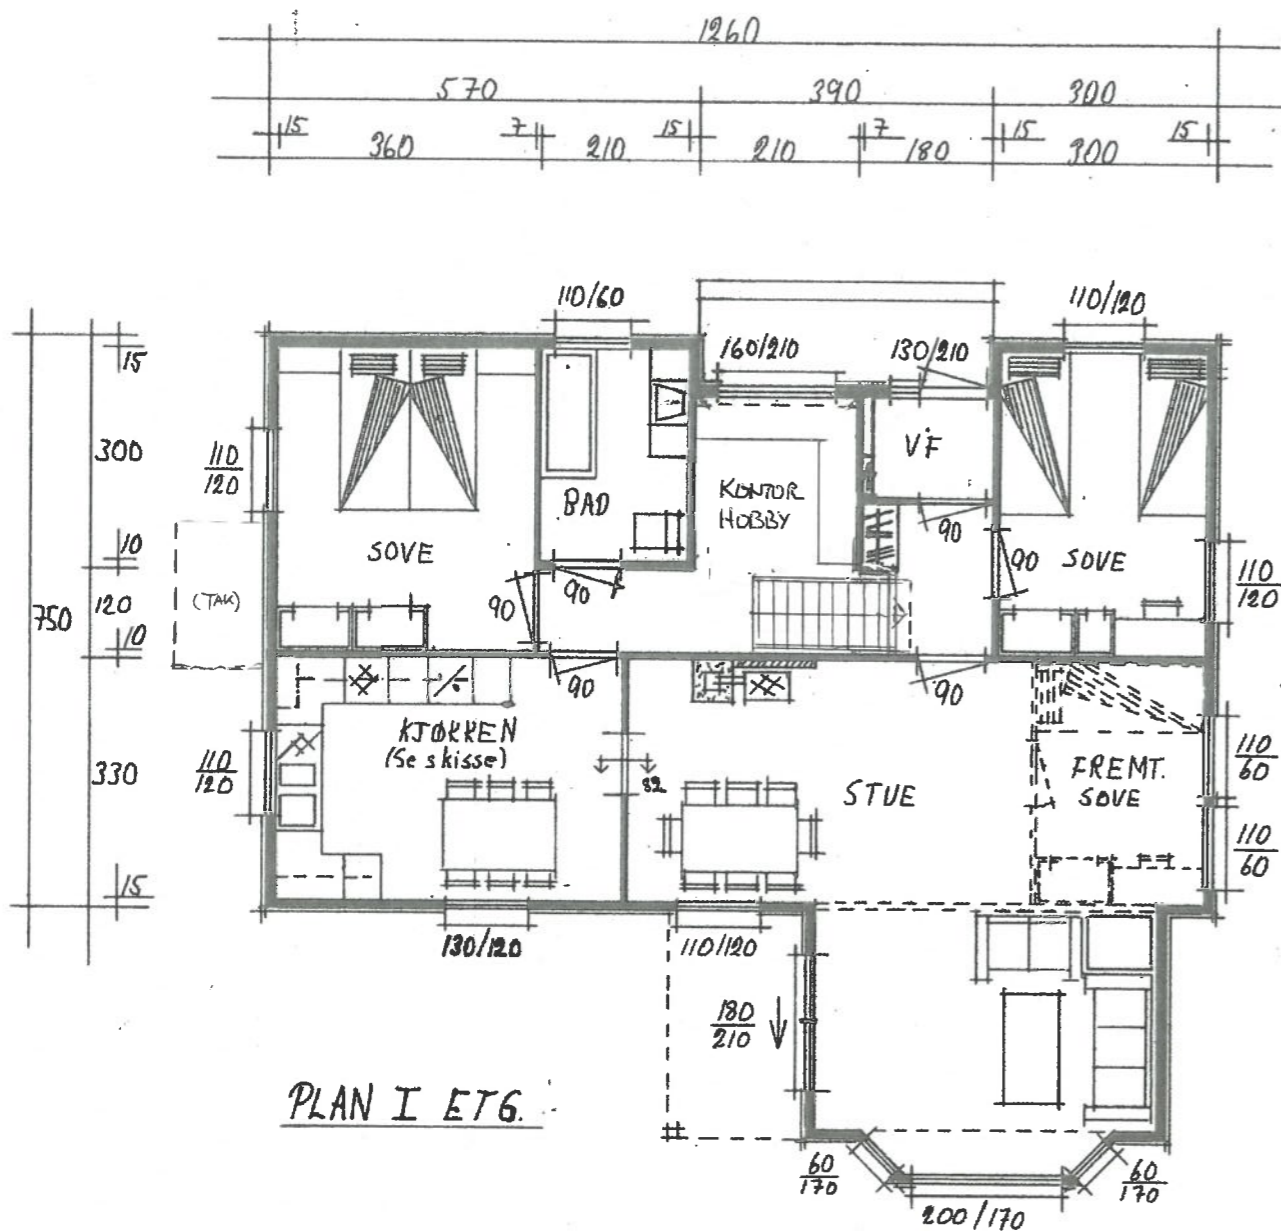 1260
570 390 300
15 7 15 7 15 15
360 210 210 180 300
110/60
110/120
160/210
130/210
15
300
110
120
VF
KONTOR
HOBBY
BAD
SOVE
10
90
90
90
90
SOVE
110
120
(TAK)
120
750
10
90
90
KJØKKEN
(Se skisse)
110
120
330
82
STUE
FREMT.
SOVE
110
60
110
60
15
130/120
110/120
180
210
PLAN I ETG.
60
170
60
170
200/170